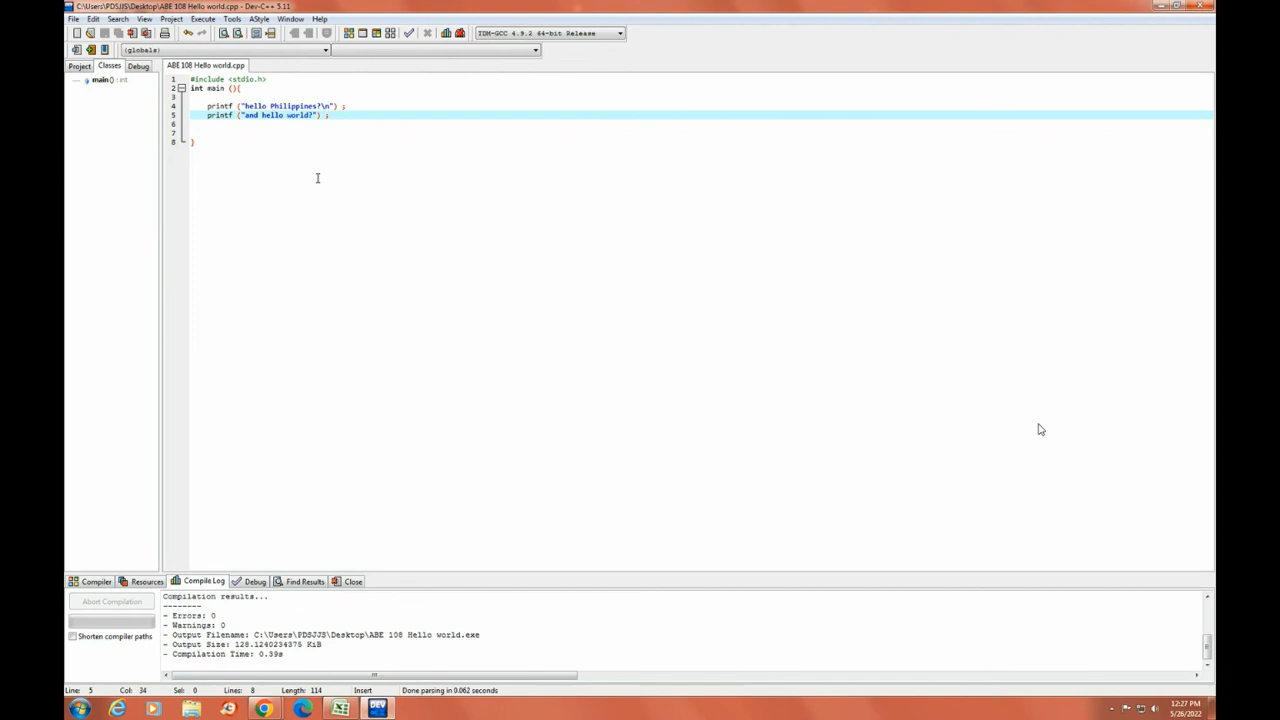 C:\Users\PDSJJS\Desktop\ABE 108 Hello world.cpp - Dev-C++ 5.11
File Edit Search View Project Execute Tools AStyle Window Help
TDM-GCC 4.9.2 64-bit Release
(globals)
Project Classes Debug
ABE 108 Hello world.cpp
main () : int
1 #include <stdio.h>
2 int main (){
3
4 printf ("hello Philippines?\n") ;
5 printf ("and hello world?") ;
6
7
8 }
Compiler Resources Compile Log Debug Find Results Close
Abort Compilation
Shorten compiler paths
Compilation results...
--------
- Errors: 0
- Warnings: 0
- Output Filename: C:\Users\PDSJJS\Desktop\ABE 108 Hello world.exe
- Output Size: 128.1240234375 KiB
- Compilation Time: 0.39s
Line: 5 Col: 34 Sel: 0 Lines: 8 Length: 114 Insert Done parsing in 0.062 seconds
DEV
12:27 PM
5/26/2022